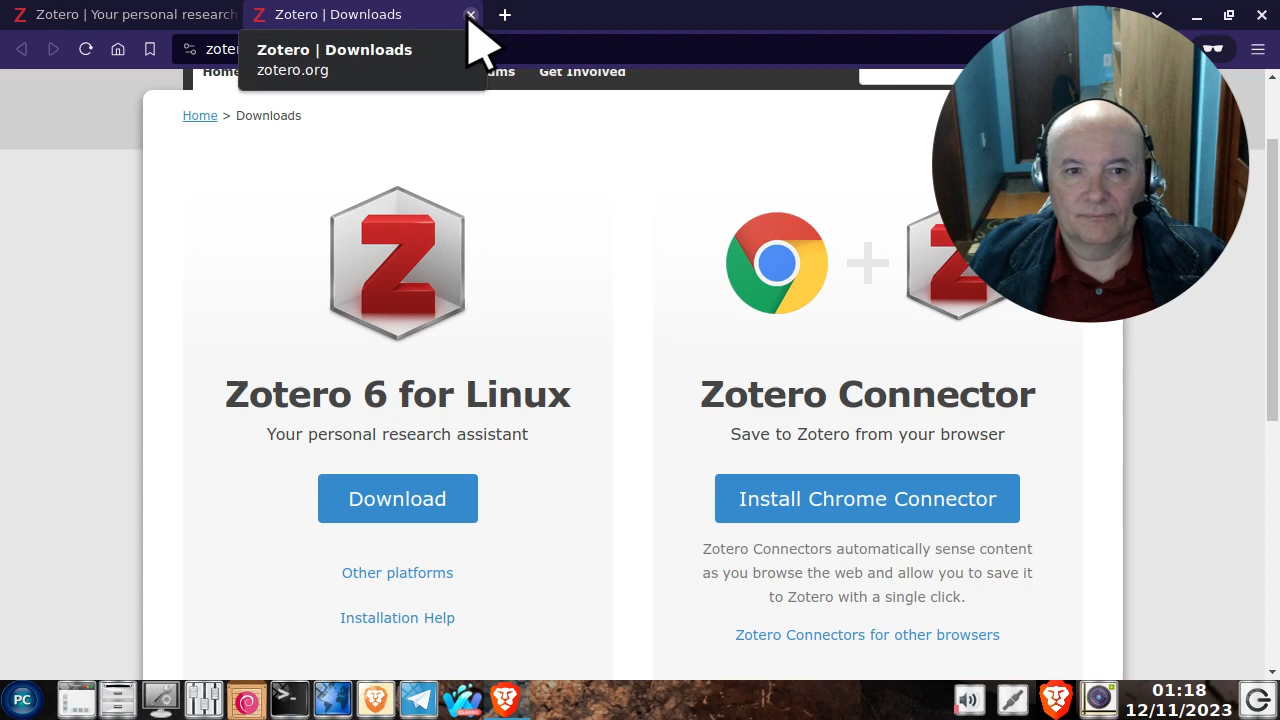 Zotero | Your personal research
Zotero | Downloads
zoter
Zotero | Downloads
zotero.org
Home
ums
Get Involved
Home > Downloads
Zotero 6 for Linux
Your personal research assistant
Download
Other platforms
Installation Help
Zotero Connector
Save to Zotero from your browser
Install Chrome Connector
Zotero Connectors automatically sense content
as you browse the web and allow you to save it
to Zotero with a single click.
Zotero Connectors for other browsers
PC
CLASSIC
01:18
12/11/2023